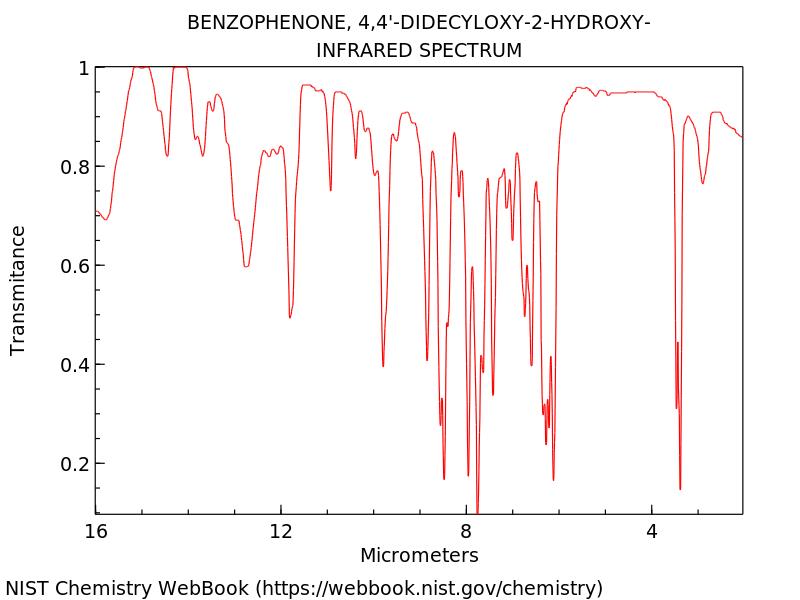 BENZOPHENONE, 4,4'-DIDECYLOXY-2-HYDROXY-
INFRARED SPECTRUM
1
0.8
0.6
0.4
0.2
Transmitance
16 12 8 4
Micrometers
NIST Chemistry WebBook (https://webbook.nist.gov/chemistry)